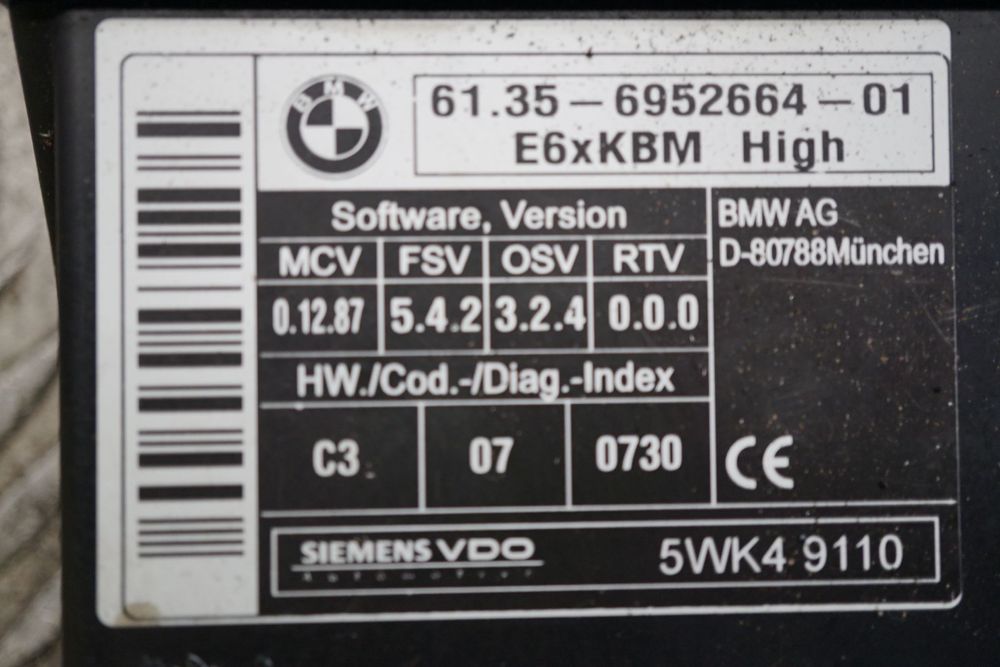 BMW
61.35 – 6952664 – 01
E6xKBM High
Software, Version
MCV FSV OSV RTV
0.12.87 5.4.2 3.2.4 0.0.0
HW./Cod.-/Diag.-Index
C3 07 0730
BMW AG
D-80788München
CE
SIEMENS VDO
Automotive
5WK4 9110